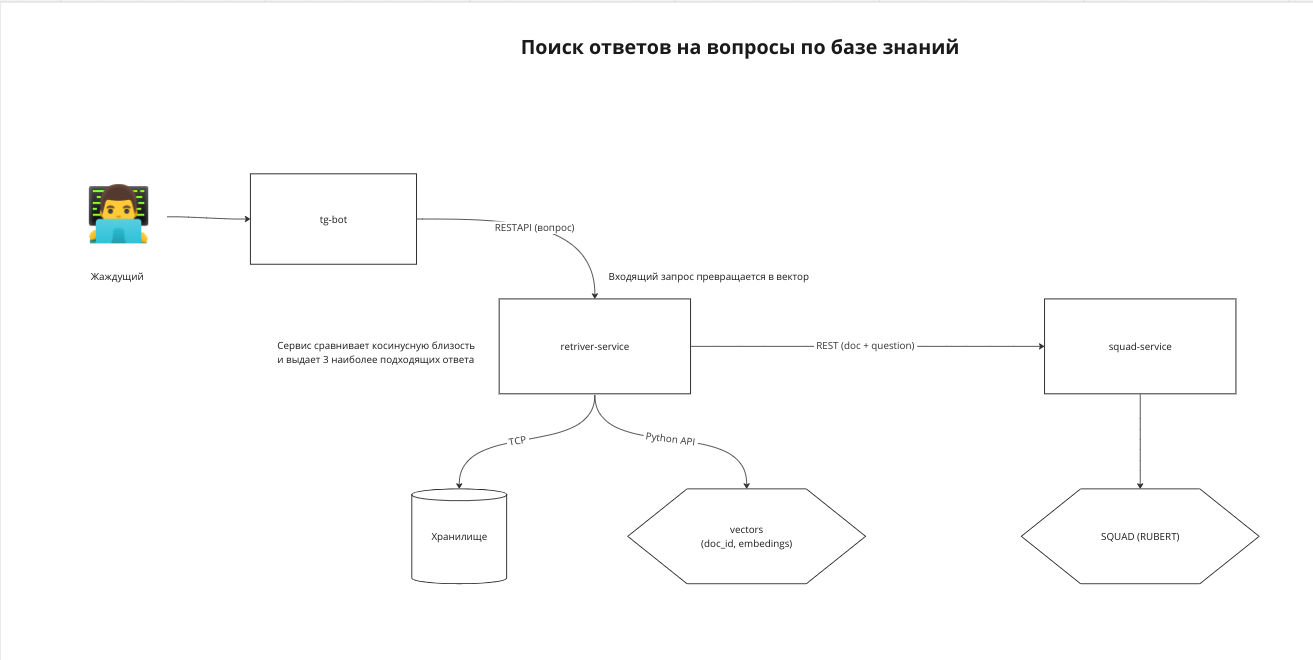 Поиск ответов на вопросы по базе знаний
tg-bot
RESTAPI (вопрос)
Жаждущий
Входящий запрос превращается в вектор
Сервис сравнивает косинусную близость
и выдает 3 наиболее подходящих ответа
retriver-service
REST (doc + question)
squad-service
TCP
Python API
Хранилище
vectors
(doc_id, embedings)
SQUAD (RUBERT)